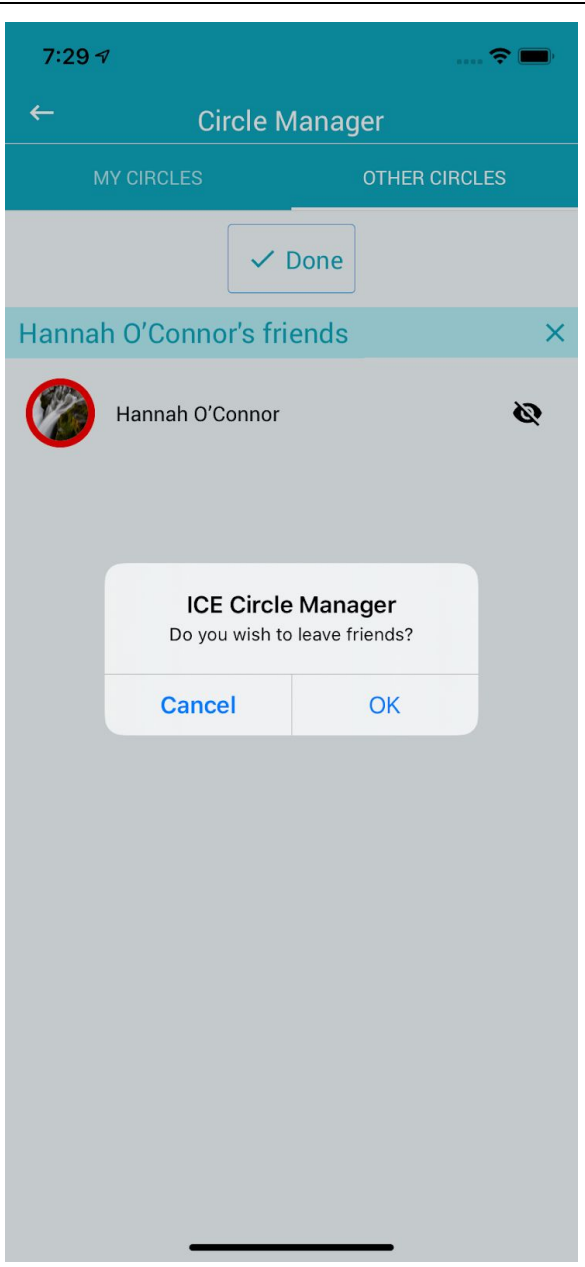 7:29
Circle Manager
MY CIRCLES
OTHER CIRCLES
Done
Hannah O’Connor's friends
Hannah O’Connor
ICE Circle Manager
Do you wish to leave friends?
Cancel
OK